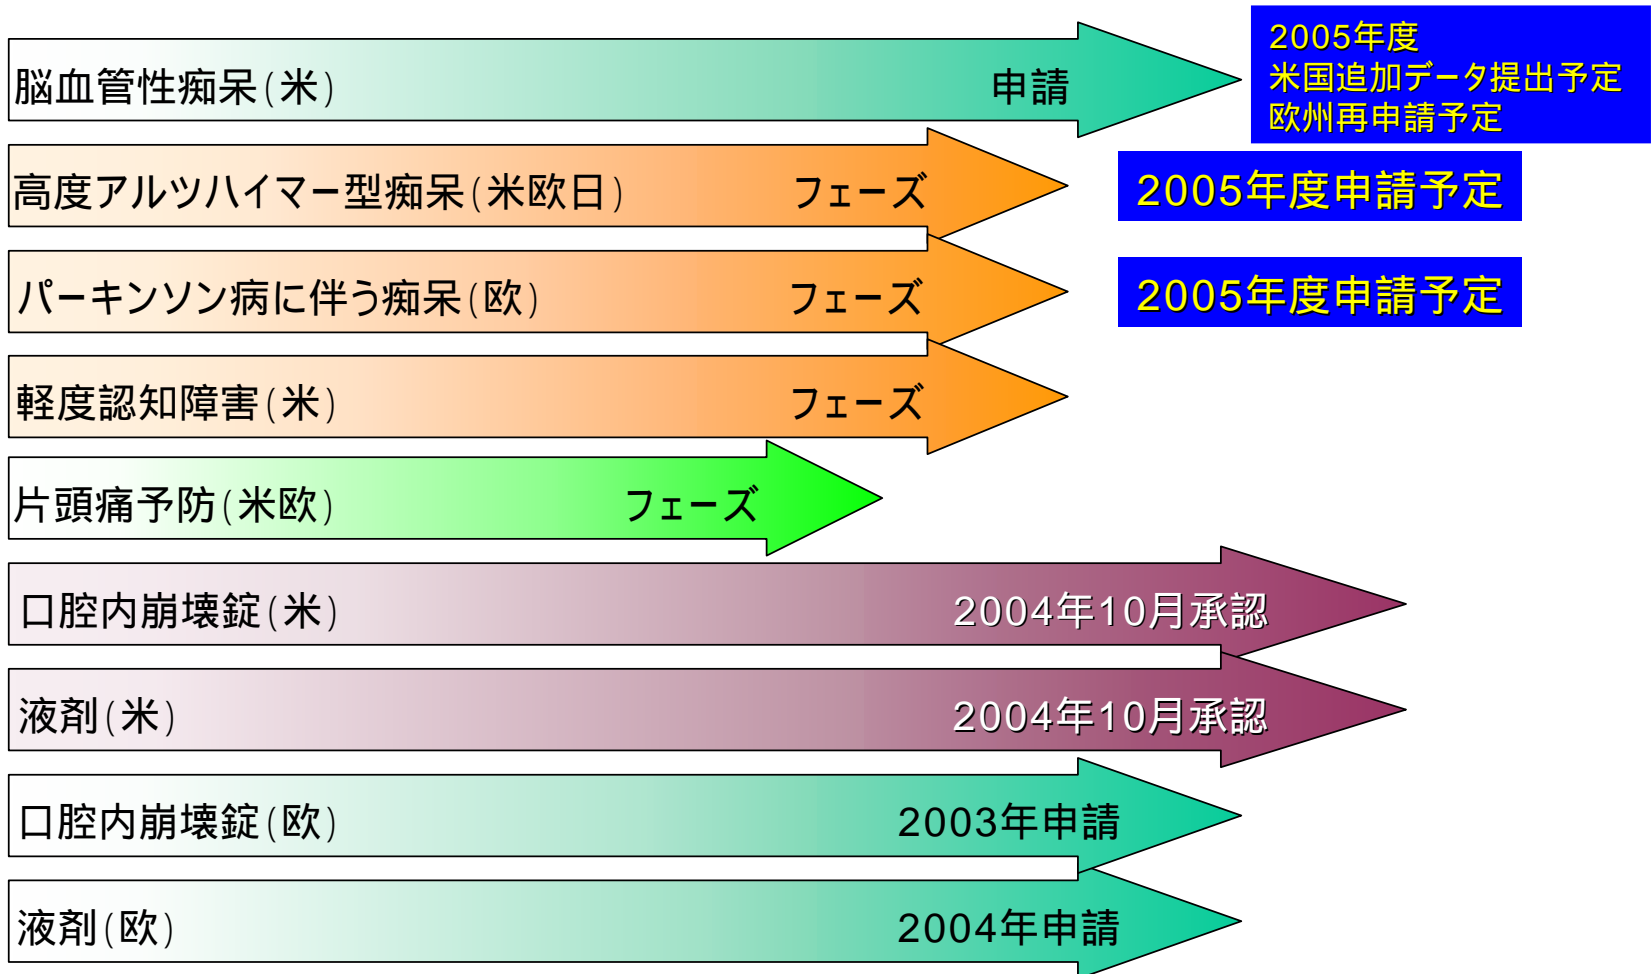 脳血管性痴呆(米) 申請
2005年度
米国追加データ提出予定
欧州再申請予定
高度アルツハイマー型痴呆(米欧日) フェーズ
2005年度申請予定
パーキンソン病に伴う痴呆(欧) フェーズ
2005年度申請予定
軽度認知障害(米) フェーズ
片頭痛予防(米欧) フェーズ
口腔内崩壊錠(米) 2004年10月承認
液剤(米) 2004年10月承認
口腔内崩壊錠(欧) 2003年申請
液剤(欧) 2004年申請